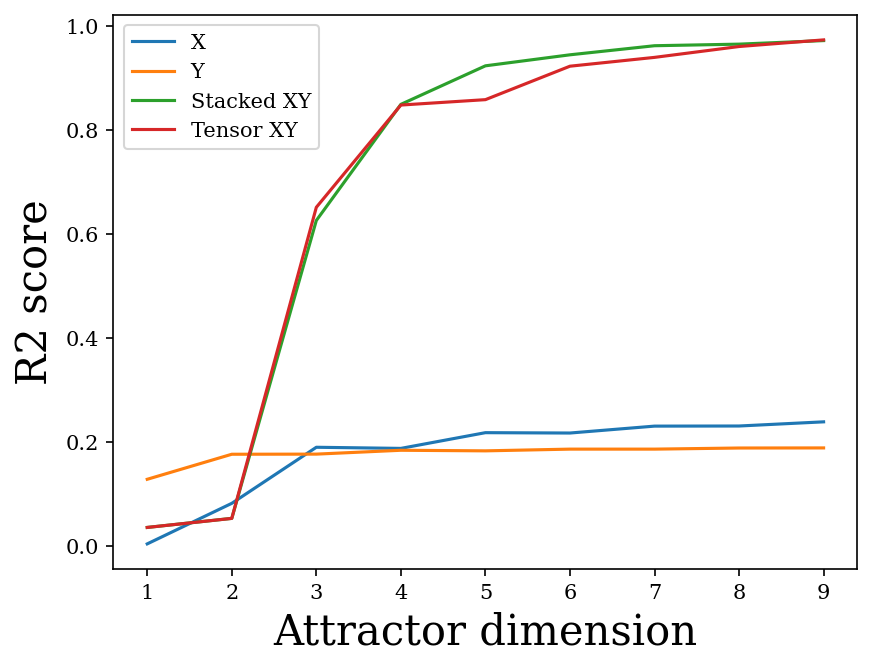 X
Y
Stacked XY
Tensor XY
1.0
0.8
0.6
0.4
0.2
0.0
R2 score
1 2 3 4 5 6 7 8 9
Attractor dimension